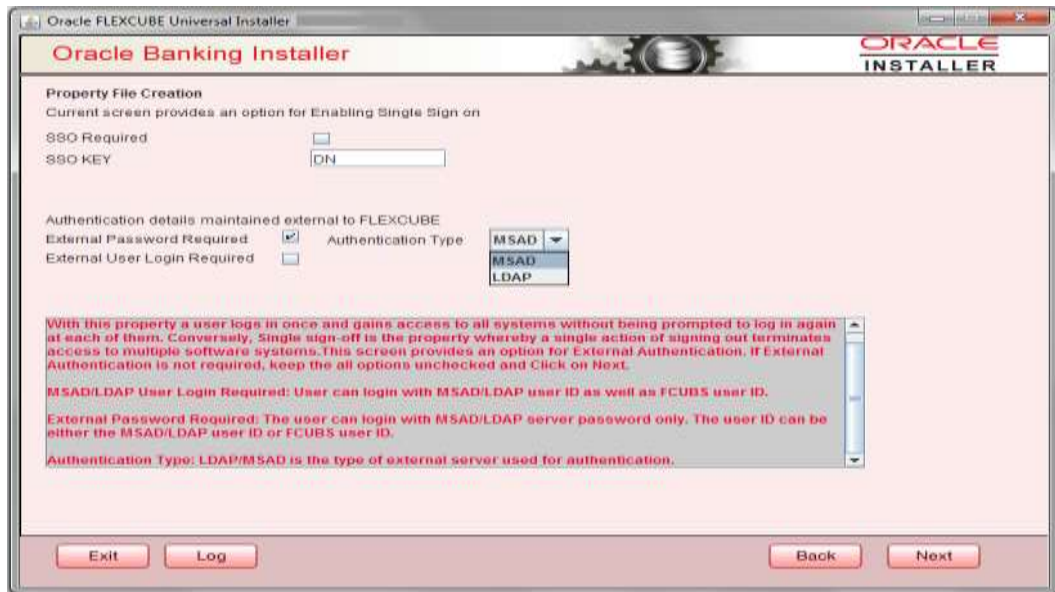 Oracle FLEXCUBE Universal Installer
Oracle Banking Installer
ORACLE
INSTALLER
Property File Creation
Current screen provides an option for Enabling Single Sign on
SSO Required
SSO KEY
DN
Authentication details maintained external to FLEXCUBE
External Password Required
Authentication Type
MSAD
External User Login Required
MSAD
LDAP
With this property a user logs in once and gains access to all systems without being prompted to log in again
at each of them. Conversely, Single sign-off is the property whereby a single action of signing out terminates
access to multiple software systems.This screen provides an option for External Authentication. If External
Authentication is not required, keep the all options unchecked and Click on Next.
MSAD/LDAP User Login Required: User can login with MSAD/LDAP user ID as well as FCUBS user ID.
External Password Required: The user can login with MSAD/LDAP server password only. The user ID can be
either the MSAD/LDAP user ID or FCUBS user ID.
Authentication Type: LDAP/MSAD is the type of external server used for authentication.
Exit
Log
Back
Next